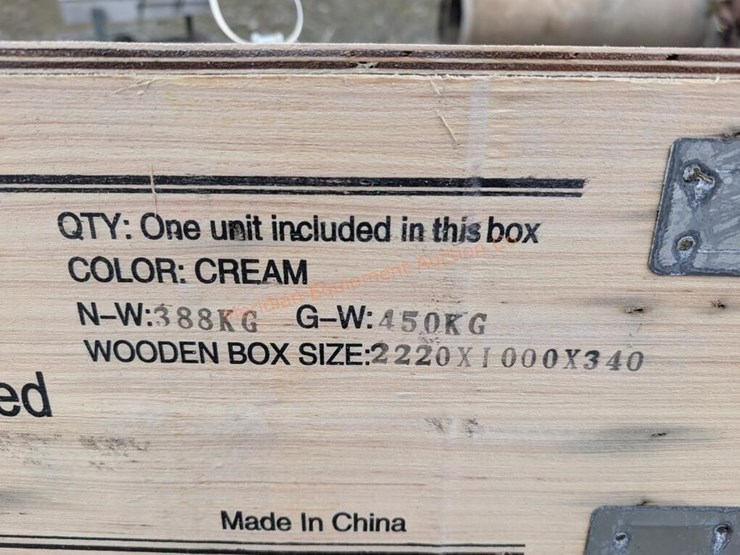 QTY: One unit included in this box
COLOR: CREAM
N-W:388KG G-W:450KG
WOODEN BOX SIZE:2220X1000X340
ed
Made In China